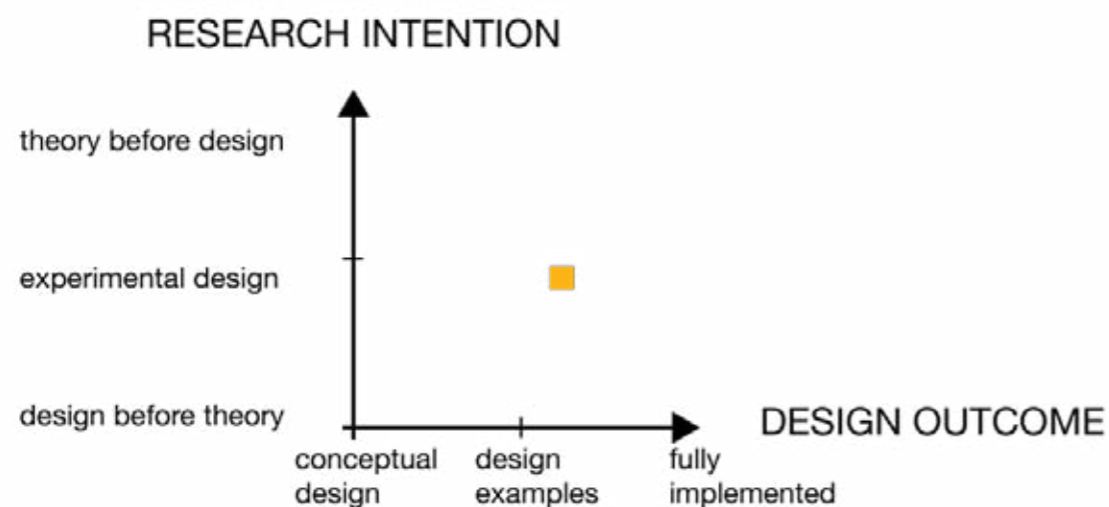 RESEARCH INTENTION
theory before design
experimental design
design before theory
DESIGN OUTCOME
conceptual
design
design
examples
fully
implemented